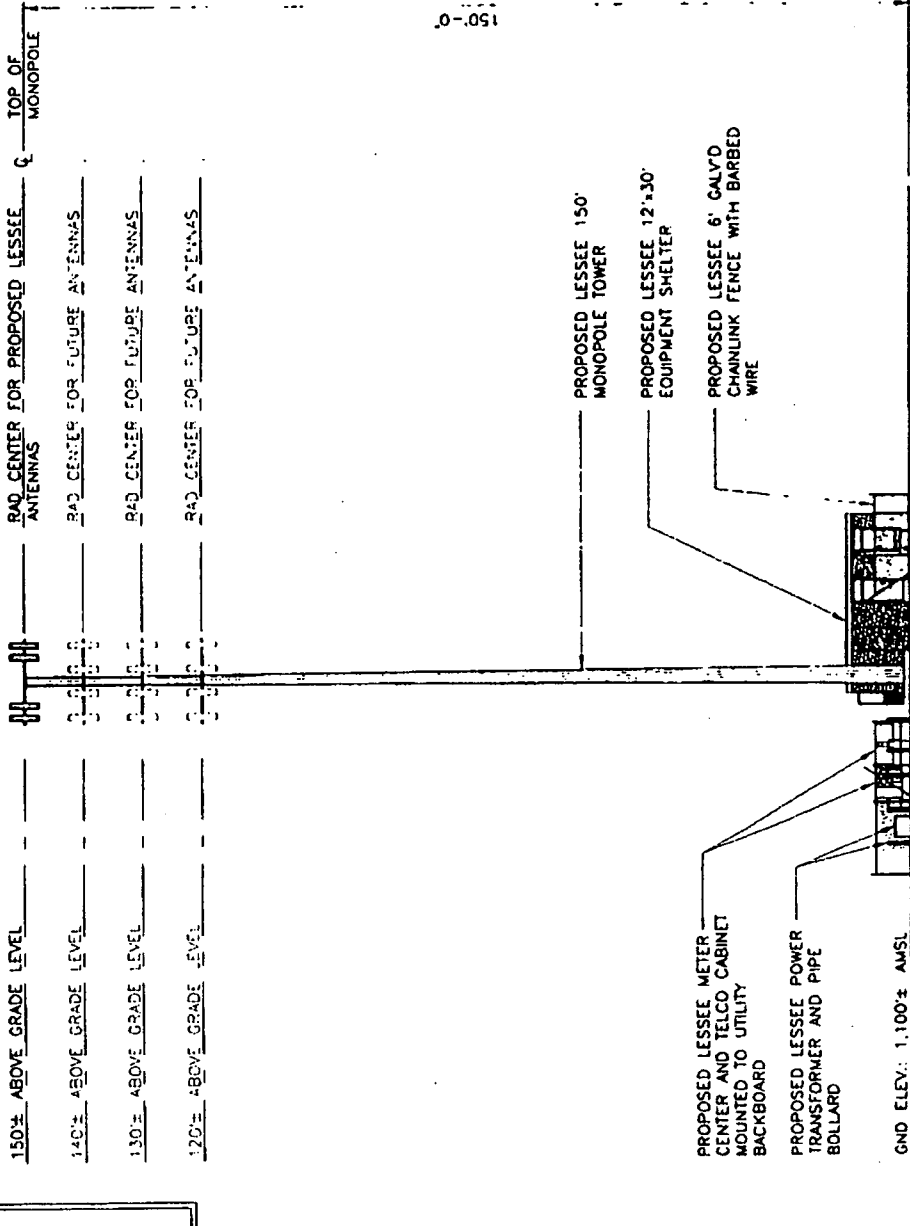 150'± ABOVE GRADE LEVEL
RAD CENTER FOR PROPOSED LESSEE
ANTENNAS
℄
TOP OF
MONOPOLE
140'± ABOVE GRADE LEVEL
RAD CENTER FOR FUTURE ANTENNAS
130'± ABOVE GRADE LEVEL
RAD CENTER FOR FUTURE ANTENNAS
120'± ABOVE GRADE LEVEL
RAD CENTER FOR FUTURE ANTENNAS
150'-0"
PROPOSED LESSEE 150'
MONOPOLE TOWER
PROPOSED LESSEE 12'x30'
EQUIPMENT SHELTER
PROPOSED LESSEE 6' GALV'D
CHAINLINK FENCE WITH BARBED
WIRE
PROPOSED LESSEE METER
CENTER AND TELCO CABINET
MOUNTED TO UTILITY
BACKBOARD
PROPOSED LESSEE POWER
TRANSFORMER AND PIPE
BOLLARD
GND ELEV.: 1,100'± AMSL